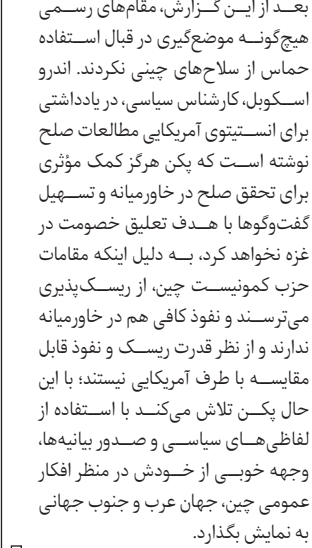 بعد از این گزارش، مقام‌های رسمی
هیچ‌گونه موضع‌گیری در قبال استفاده
حماس از سلاح‌های چینی نکردند. اندرو
اسکوبل، کارشناس سیاسی، در یادداشتی
برای انستیتوی آمریکایی مطالعات صلح
نوشته است که پکن هرگز کمک مؤثری
برای تحقق صلح در خاورمیانه و تسهیل
گفت‌وگوها با هدف تعلیق خصومت در
غزه نخواهد کرد، به دلیل اینکه مقامات
حزب کمونیست چین، از ریسک‌پذیری
می‌ترسند و نفوذ کافی هم در خاورمیانه
ندارند و از نظر قدرت ریسک و نفوذ قابل
مقایسه با طرف آمریکایی نیستند؛ با این
حال پکن تلاش می‌کند با استفاده از
لفاظی‌های سیاسی و صدور بیانیه‌ها،
وجهه خوبی از خودش در منظر افکار
عمومی چین، جهان عرب و جنوب جهانی
به نمایش بگذارد.